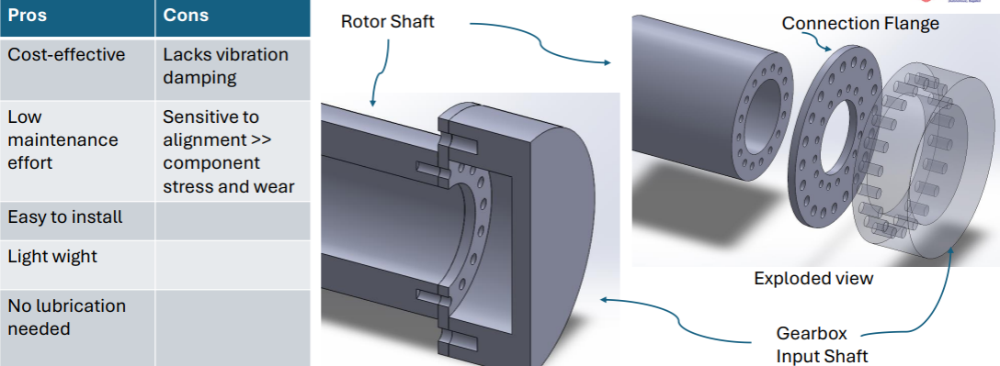 Pros
Cons
Cost-effective
Lacks vibration
damping
Low
maintenance
effort
Sensitive to
alignment >>
component
stress and wear
Easy to install
Light wight
No lubrication
needed
Rotor Shaft
Connection Flange
Exploded view
Gearbox
Input Shaft